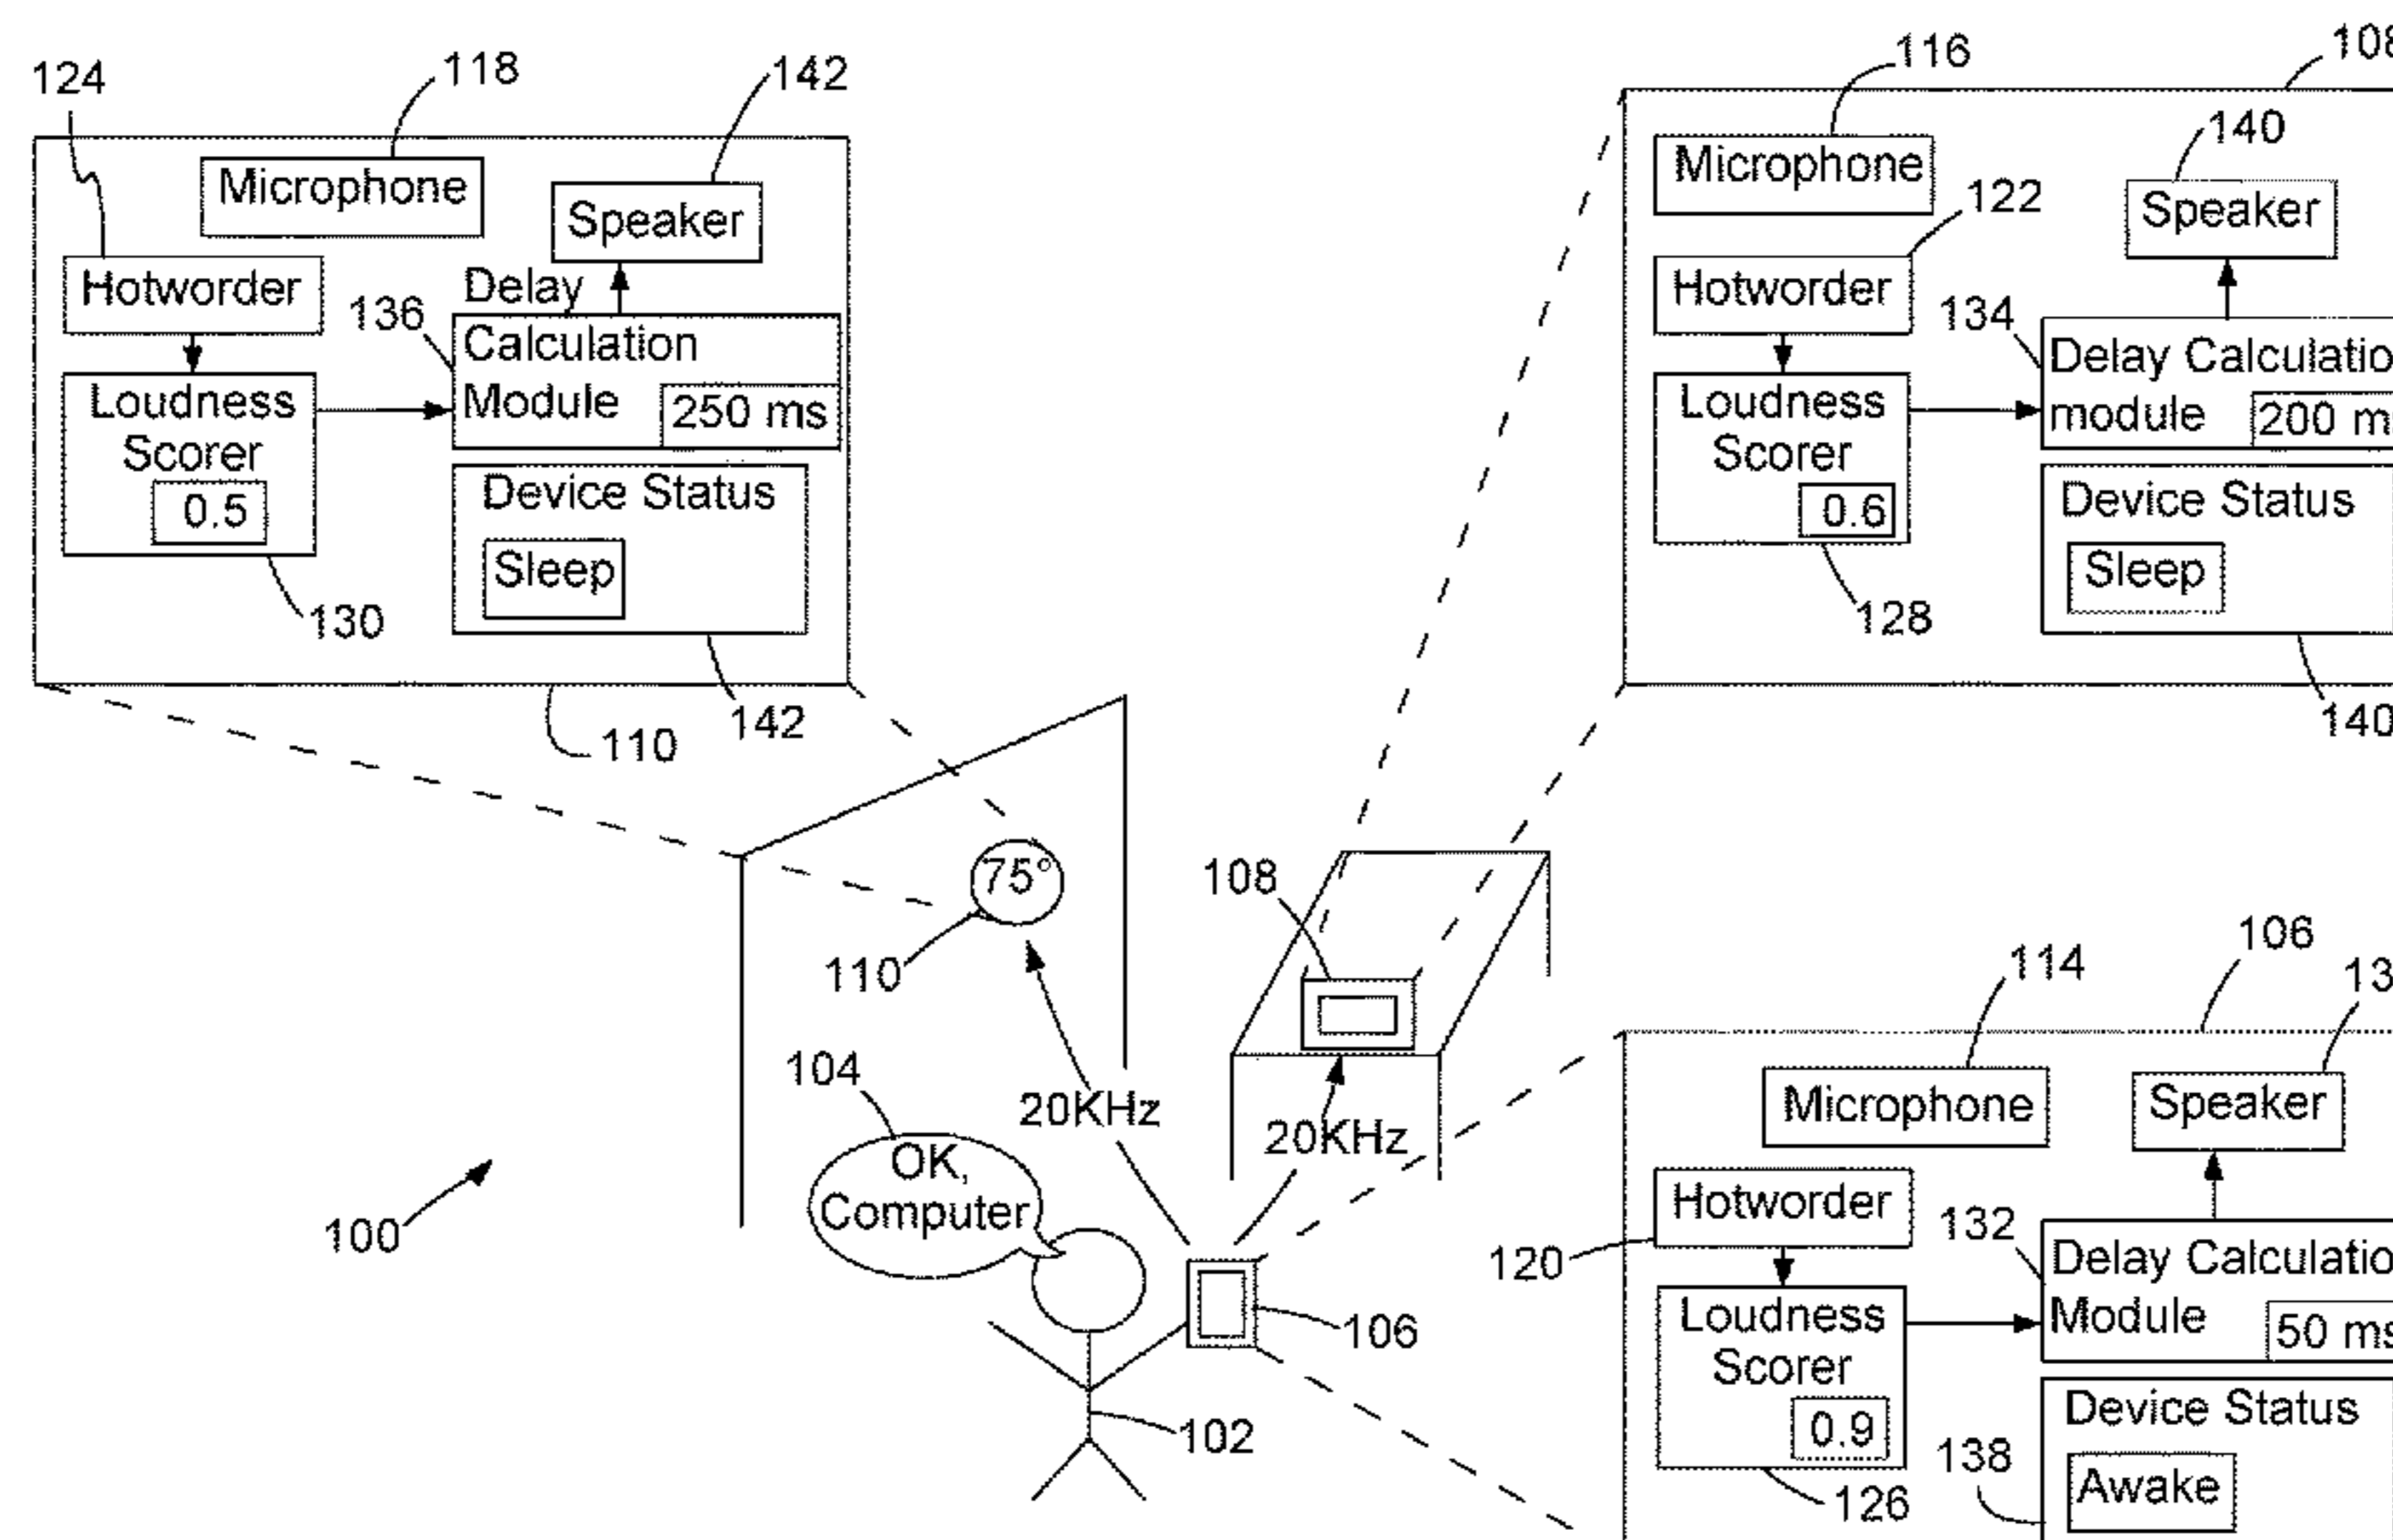 124
118
142
Microphone
Speaker
Hotworder
Delay
136
Calculation
Module
250 ms
Loudness
Scorer
0.5
Device Status
Sleep
130
142
110
116
108
140
Microphone
122
Speaker
Hotworder
134
Delay Calculatio
module
200 m
Loudness
Scorer
0.6
Device Status
Sleep
128
140
75°
110
108
104
20KHz
20KHz
OK,
Computer
100
106
102
106
114
13
Microphone
Speaker
Hotworder
120
132
Delay Calculatio
Module
50 ms
Loudness
Scorer
0.9
Device Status
138
Awake
126